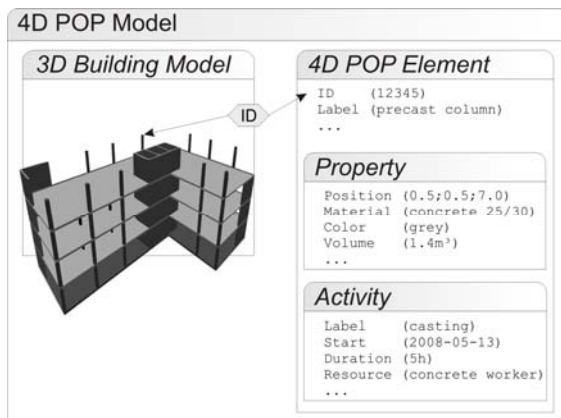 4D POP Model
3D Building Model
ID
4D POP Element
ID (12345)
Label (precast column)
...
Property
Position (0.5;0.5;7.0)
Material (concrete 25/30)
Color (grey)
Volume (1.4m³)
...
Activity
Label (casting)
Start (2008-05-13)
Duration (5h)
Resource (concrete worker)
...